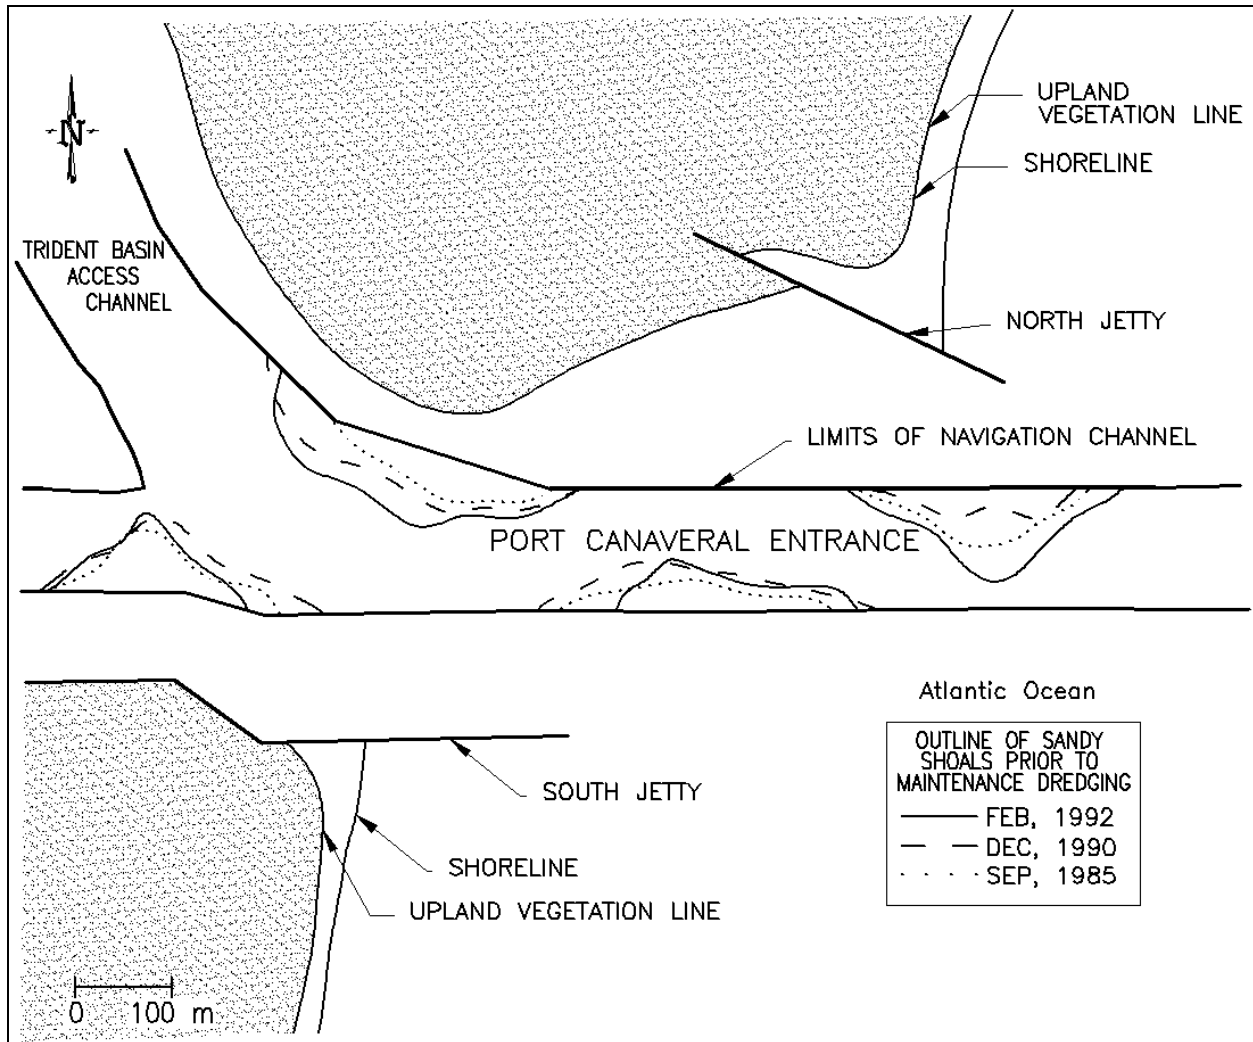 UPLAND
VEGETATION LINE
SHORELINE
N
TRIDENT BASIN
ACCESS
CHANNEL
NORTH JETTY
LIMITS OF NAVIGATION CHANNEL
PORT CANAVERAL ENTRANCE
Atlantic Ocean
OUTLINE OF SANDY
SHOALS PRIOR TO
MAINTENANCE DREDGING
FEB, 1992
DEC, 1990
SEP, 1985
SOUTH JETTY
SHORELINE
UPLAND VEGETATION LINE
0 100 m